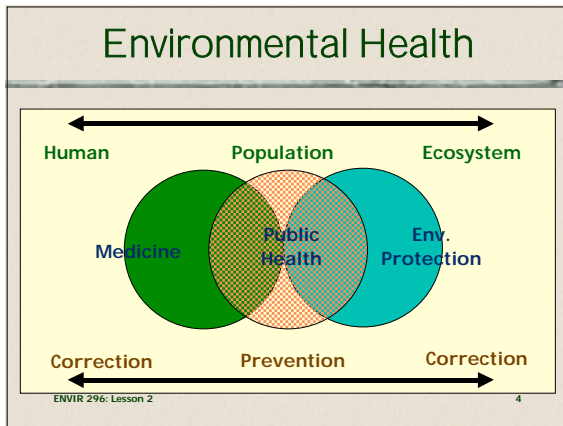 Environmental Health
Human Population Ecosystem
Medicine
Public
Health
Env.
Protection
Correction Prevention Correction
ENVIR 296: Lesson 2 4